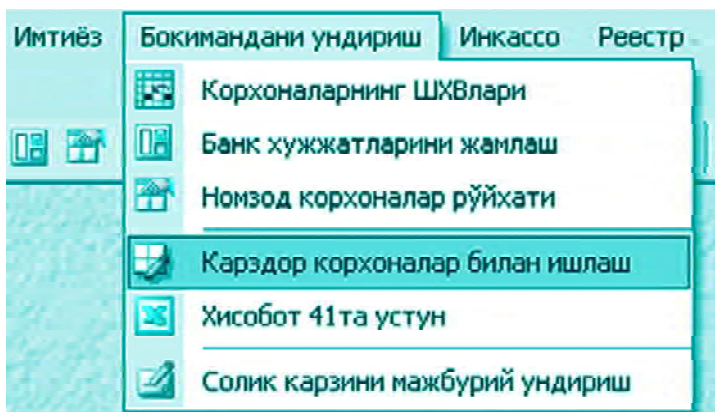 Имтиёз Бокимандани ундириш Инкассо Реестр
Корхоналарнинг ШХВлари
Банк хужжатларини жамлаш
Номзод корхоналар рўйхати
Карздор корхоналар билан ишлаш
Хисобот 41та устун
Солик карзини мажбурий ундириш